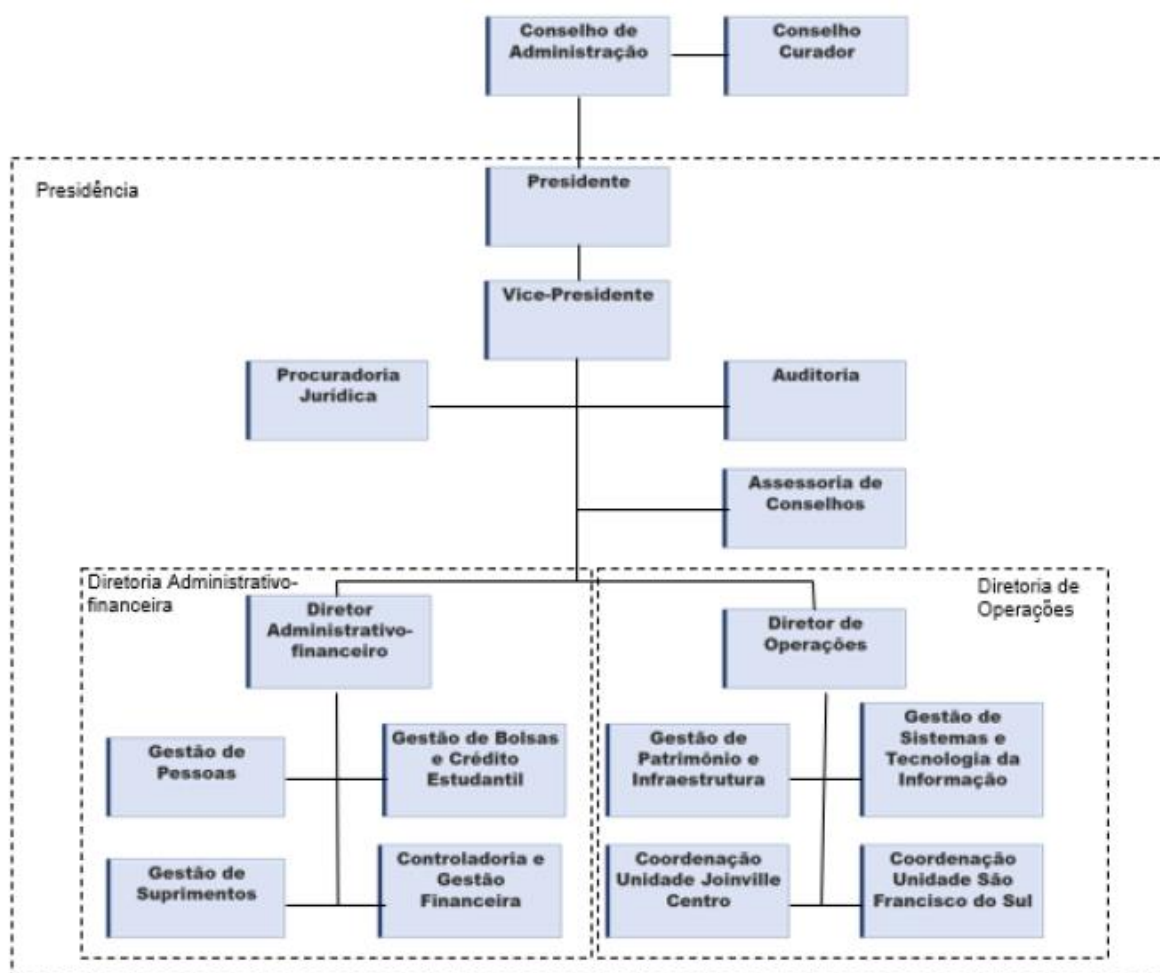 Conselho de
Administração
Conselho
Curador
Presidência
Presidente
Vice-Presidente
Procuradoria
Jurídica
Auditoria
Assessoria de
Conselhos
Diretoria Administrativo-
financeira
Diretoria de
Operações
Diretor
Administrativo-
financeiro
Diretor de
Operações
Gestão de
Pessoas
Gestão de Bolsas
e Crédito
Estudantil
Gestão de
Patrimônio e
Infraestrutura
Gestão de
Sistemas e
Tecnologia da
Informação
Gestão de
Suprimentos
Controladoria e
Gestão
Financeira
Coordenação
Unidade Joinville
Centro
Coordenação
Unidade São
Francisco do Sul